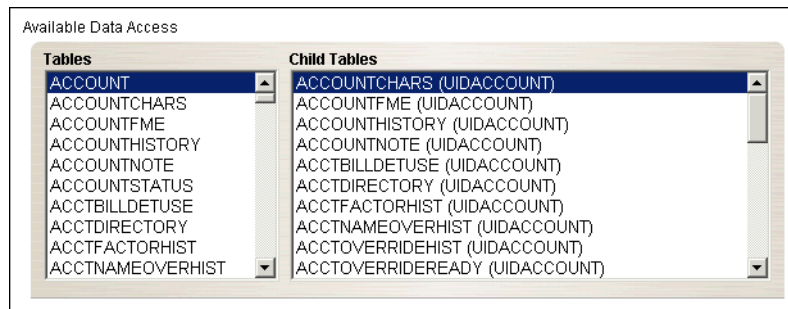 Available Data Access
Tables
ACCOUNT
ACCOUNTCHARS
ACCOUNTFME
ACCOUNTHISTORY
ACCOUNTNOTE
ACCOUNTSTATUS
ACCTBILLDETUSE
ACCTDIRECTORY
ACCTFACTORHIST
ACCTNAMEOVERHIST
Child Tables
ACCOUNTCHARS (UIDACCOUNT)
ACCOUNTFME (UIDACCOUNT)
ACCOUNTHISTORY (UIDACCOUNT)
ACCOUNTNOTE (UIDACCOUNT)
ACCTBILLDETUSE (UIDACCOUNT)
ACCTDIRECTORY (UIDACCOUNT)
ACCTFACTORHIST (UIDACCOUNT)
ACCTNAMEOVERHIST (UIDACCOUNT)
ACCTOVERRIDEHIST (UIDACCOUNT)
ACCTOVERRIDEREADY (UIDACCOUNT)